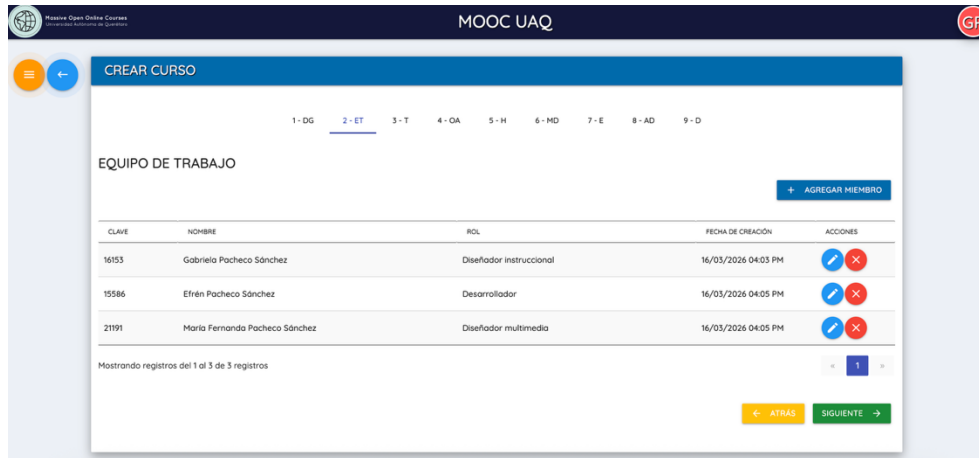 Massive Open Online Courses
Universidad Autónoma de Querétaro
MOOC UAQ
GP
CREAR CURSO
1 - DG 2 - ET 3 - T 4 - OA 5 - H 6 - MD 7 - E 8 - AD 9 - D
EQUIPO DE TRABAJO
+ AGREGAR MIEMBRO
CLAVE NOMBRE ROL FECHA DE CREACIÓN ACCIONES
16153 Gabriela Pacheco Sánchez Diseñador instruccional 16/03/2026 04:03 PM
15586 Efrén Pacheco Sánchez Desarrollador 16/03/2026 04:05 PM
21191 María Fernanda Pacheco Sánchez Diseñador multimedia 16/03/2026 04:05 PM
Mostrando registros del 1 al 3 de 3 registros
« 1 »
← ATRÁS SIGUIENTE →